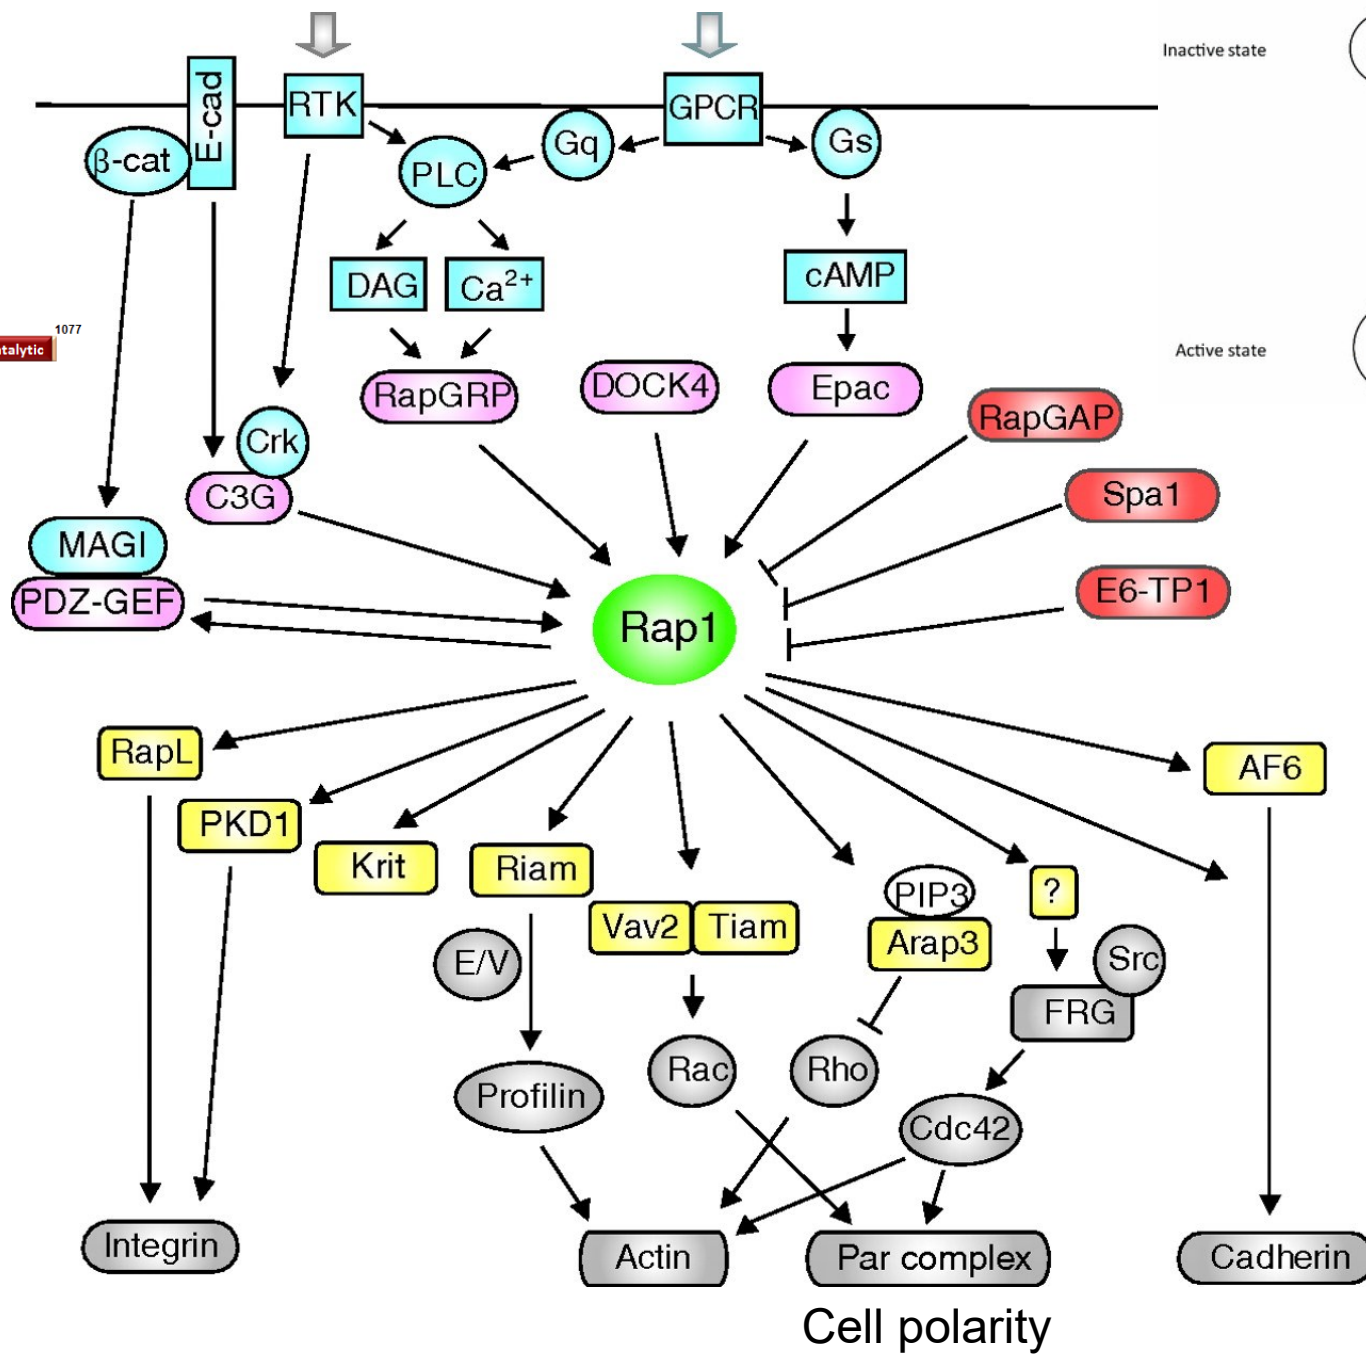 Inactive state
E-cad
RTK
GPCR
β-cat
PLC
Gq
Gs
DAG
Ca²⁺
cAMP
1077
Active state
RapGRP
DOCK4
Epac
RapGAP
Crk
C3G
Spa1
MAGI
PDZ-GEF
E6-TP1
Rap1
RapL
AF6
PKD1
Krit
Riam
PIP3
?
Vav2
Tiam
Arap3
E/V
Src
FRG
Rac
Rho
Profilin
Cdc42
Integrin
Actin
Par complex
Cadherin
Cell polarity